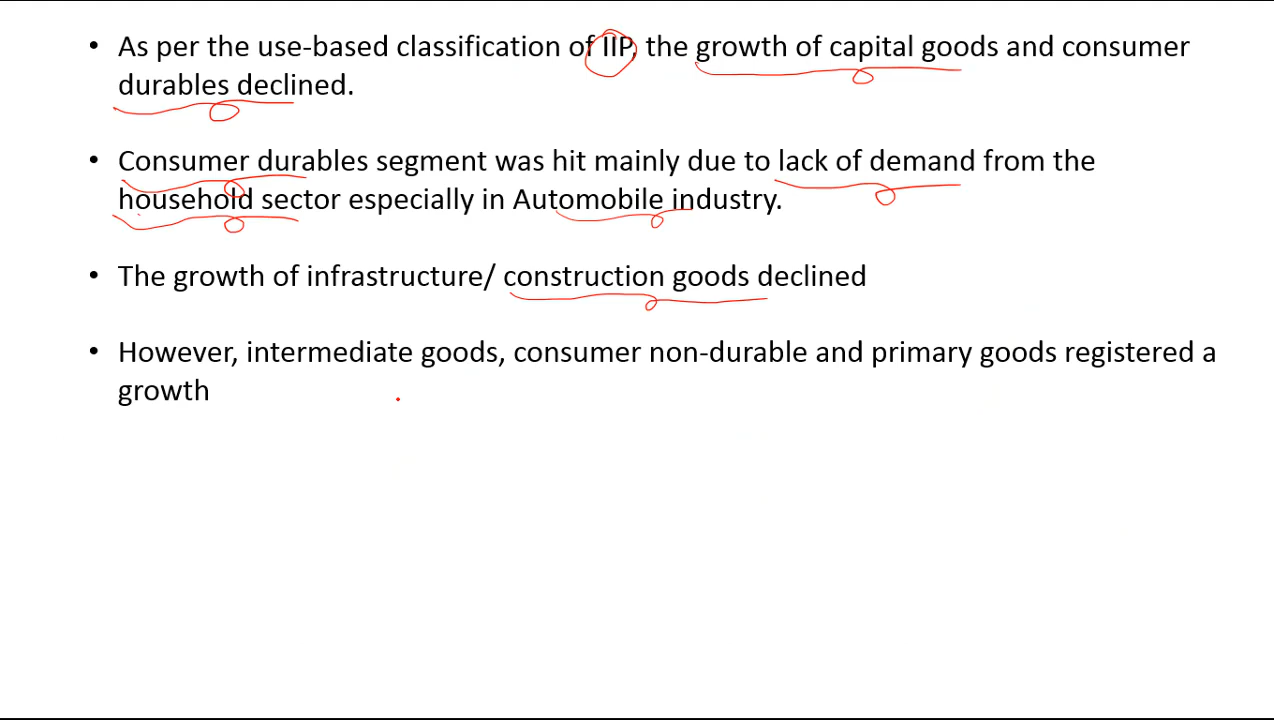 • As per the use-based classification of IIP, the growth of capital goods and consumer
durables declined.
• Consumer durables segment was hit mainly due to lack of demand from the
household sector especially in Automobile industry.
• The growth of infrastructure/ construction goods declined
• However, intermediate goods, consumer non-durable and primary goods registered a
growth